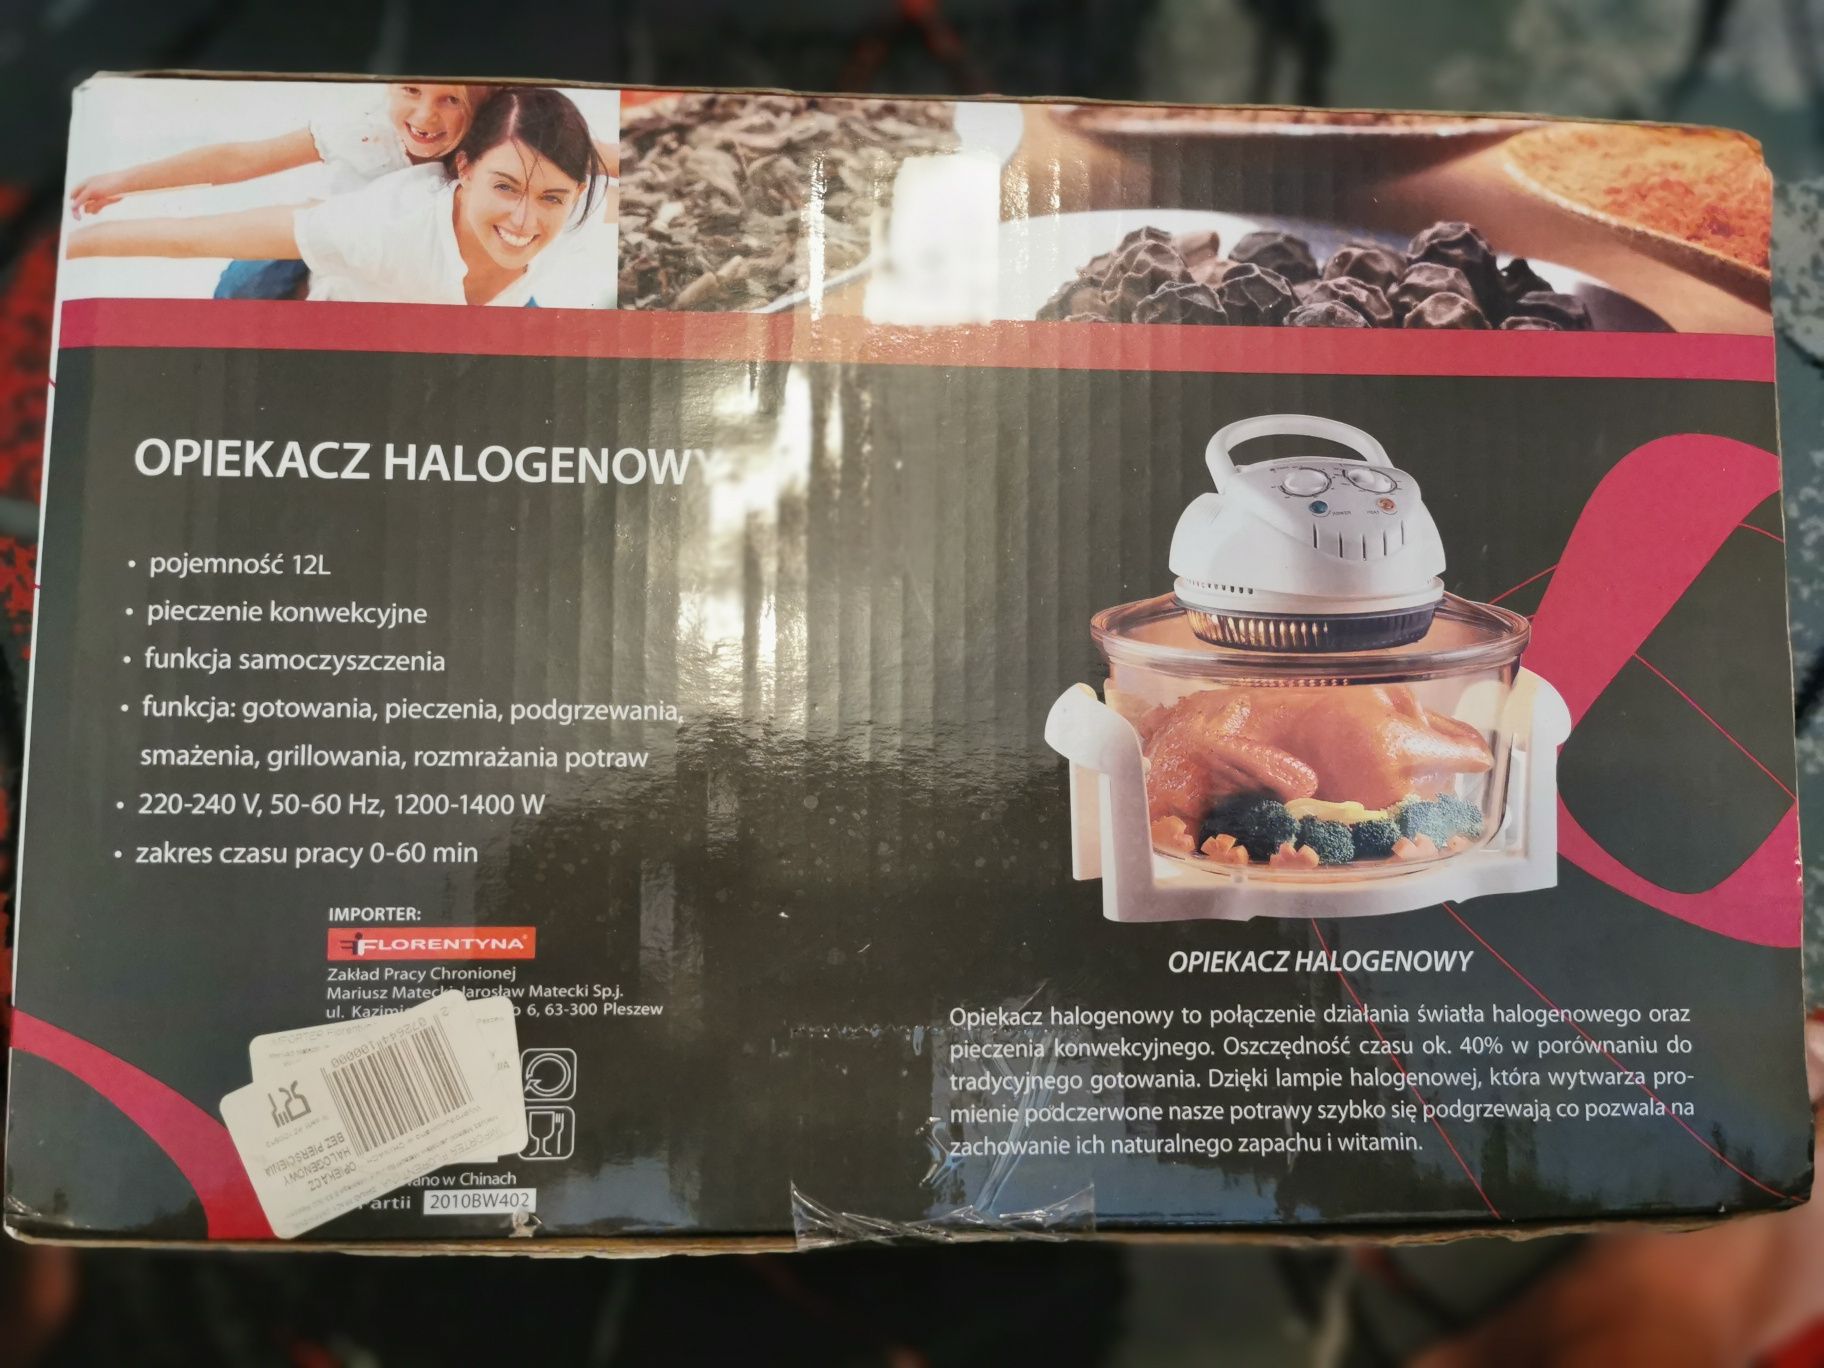 OPIEKACZ HALOGENOWY
• pojemność 12L
• pieczenie konwekcyjne
• funkcja samoczyszczenia
• funkcja: gotowania, pieczenia, podgrzewania,
smażenia, grillowania, rozmrażania potraw
• 220-240 V, 50-60 Hz, 1200-1400 W
• zakres czasu pracy 0-60 min
IMPORTER:
FLORENTYNA
Zakład Pracy Chronionej
Mariusz Matecki Jarosław Matecki Sp.j.
ul. 6, 63-300 Pleszew
w Chinach
2010BW402
OPIEKACZ
HALOGENOWY
BEZ PIERŚCIENIA
POWER HEAT
OPIEKACZ HALOGENOWY
Opiekacz halogenowy to połączenie działania światła halogenowego oraz
pieczenia konwekcyjnego. Oszczędność czasu ok. 40% w porównaniu do
tradycyjnego gotowania. Dzięki lampie halogenowej, która wytwarza pro-
mienie podczerwone nasze potrawy szybko się podgrzewają co pozwala na
zachowanie ich naturalnego zapachu i witamin.